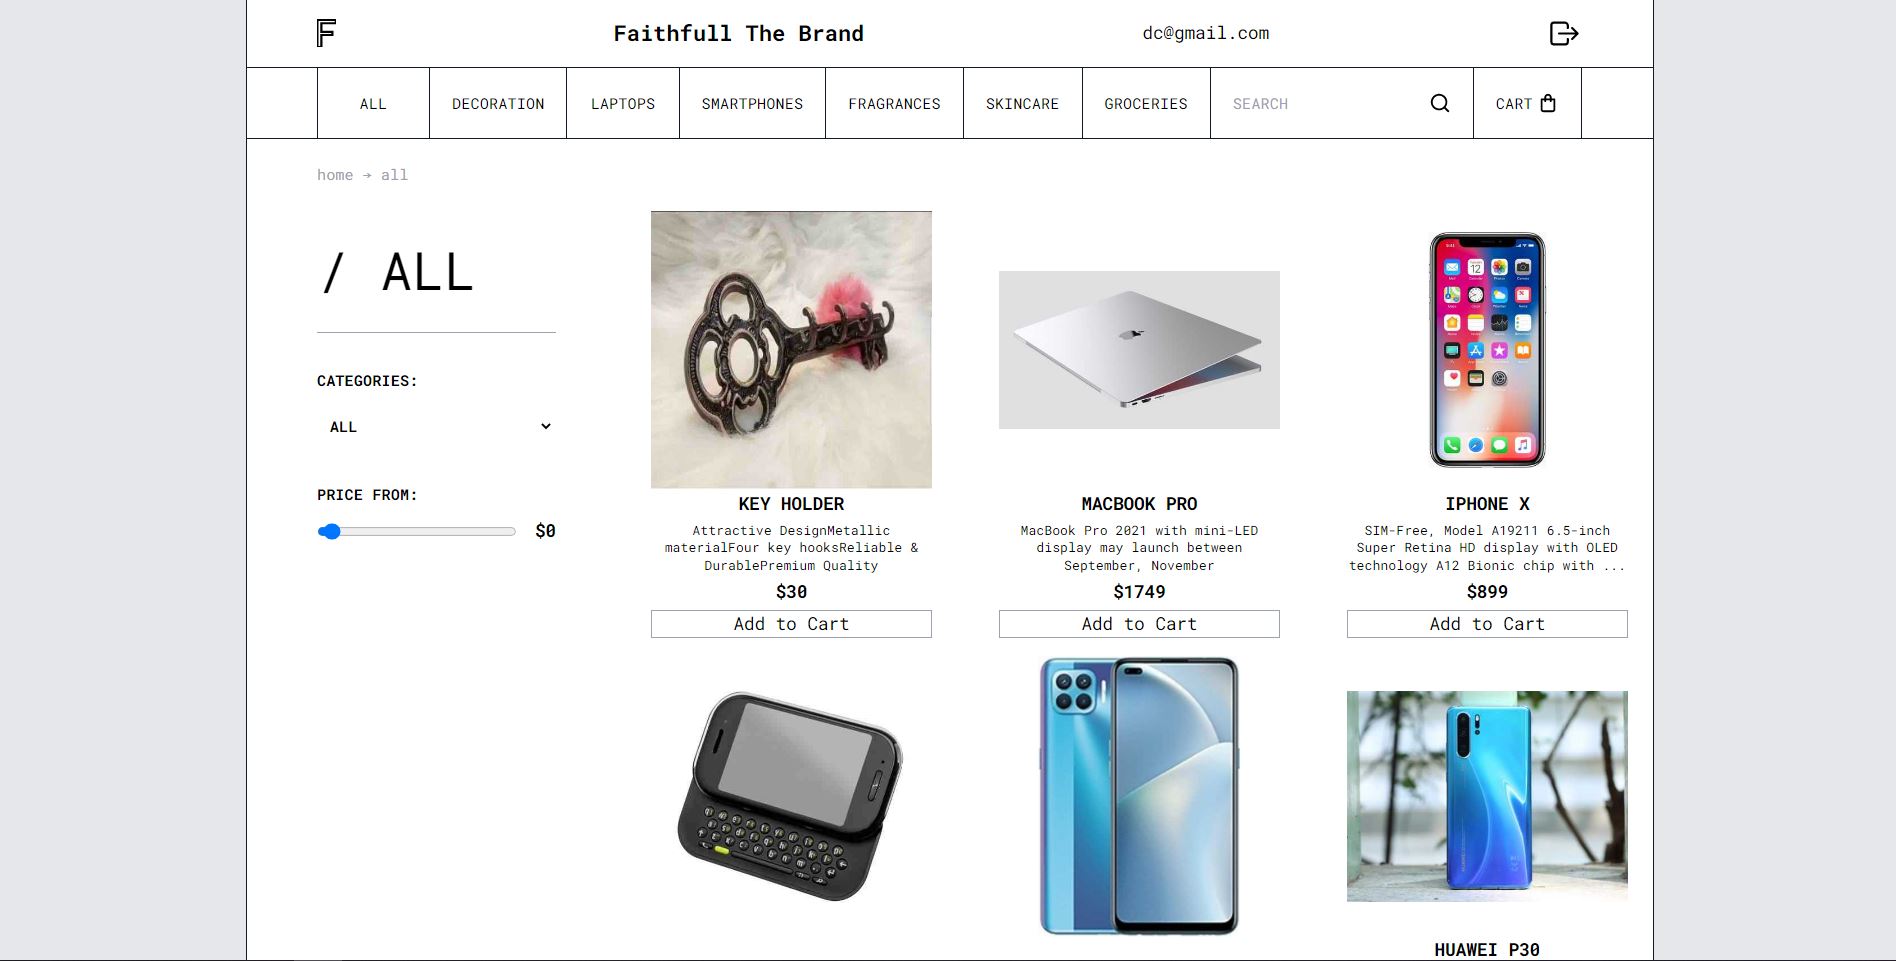 F
Faithfull The Brand
dc@gmail.com
ALL
DECORATION
LAPTOPS
SMARTPHONES
FRAGRANCES
SKINCARE
GROCERIES
SEARCH
CART
home → all
/ ALL
CATEGORIES:
ALL
PRICE FROM:
$0
KEY HOLDER
Attractive DesignMetallic
materialFour key hooksReliable &
DurablePremium Quality
$30
Add to Cart
MACBOOK PRO
MacBook Pro 2021 with mini-LED
display may launch between
September, November
$1749
Add to Cart
IPHONE X
SIM-Free, Model A19211 6.5-inch
Super Retina HD display with OLED
technology A12 Bionic chip with ...
$899
Add to Cart
HUAWEI P30